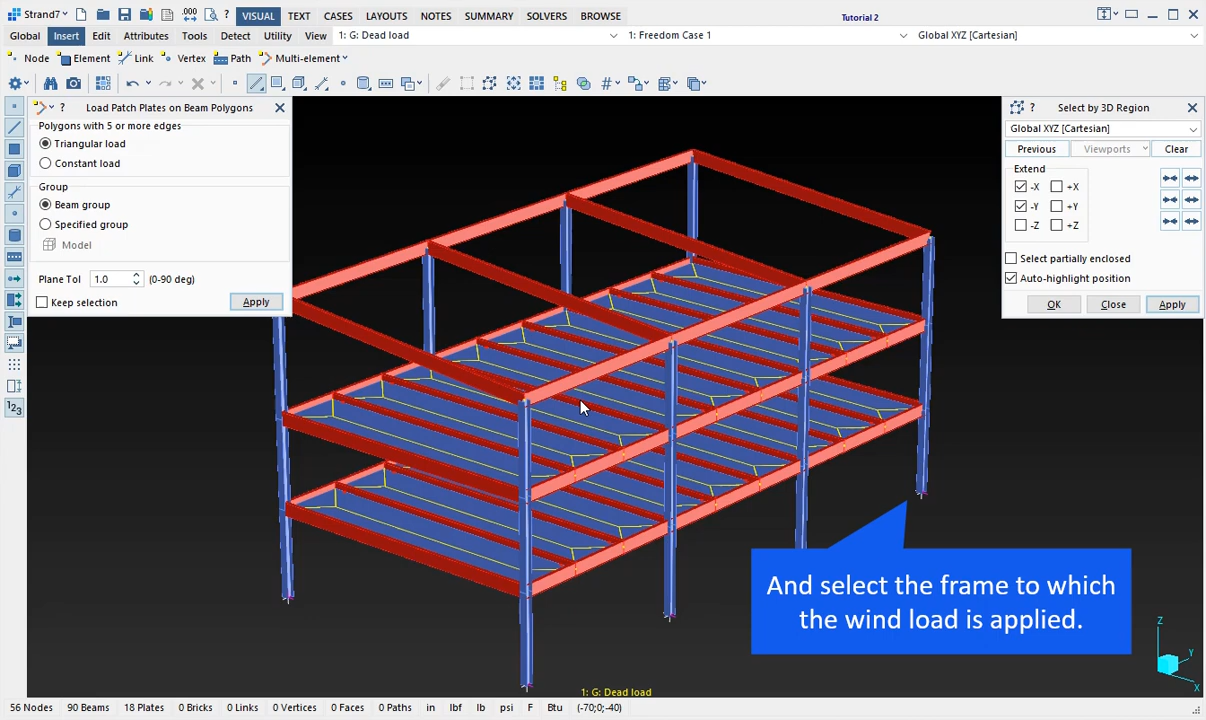 Strand7
.000
?
VISUAL
TEXT
CASES
LAYOUTS
NOTES
SUMMARY
SOLVERS
BROWSE
Tutorial 2
Global
Insert
Edit
Attributes
Tools
Detect
Utility
View
1: G: Dead load
1: Freedom Case 1
Global XYZ [Cartesian]
Node
Element
Link
Vertex
Path
Multi-element
? Load Patch Plates on Beam Polygons
Polygons with 5 or more edges
Triangular load
Constant load
Group
Beam group
Specified group
Model
Plane Tol 1.0 (0-90 deg)
Keep selection
Apply
? Select by 3D Region
Global XYZ [Cartesian]
Previous Viewports Clear
Extend
-X +X
-Y +Y
-Z +Z
Select partially enclosed
Auto-highlight position
OK Close Apply
1 2 3
And select the frame to which
the wind load is applied.
Z
Y
X
1: G: Dead load
56 Nodes 90 Beams 18 Plates 0 Bricks 0 Links 0 Vertices 0 Faces 0 Paths in lbf lb psi F Btu (-70;0;-40)